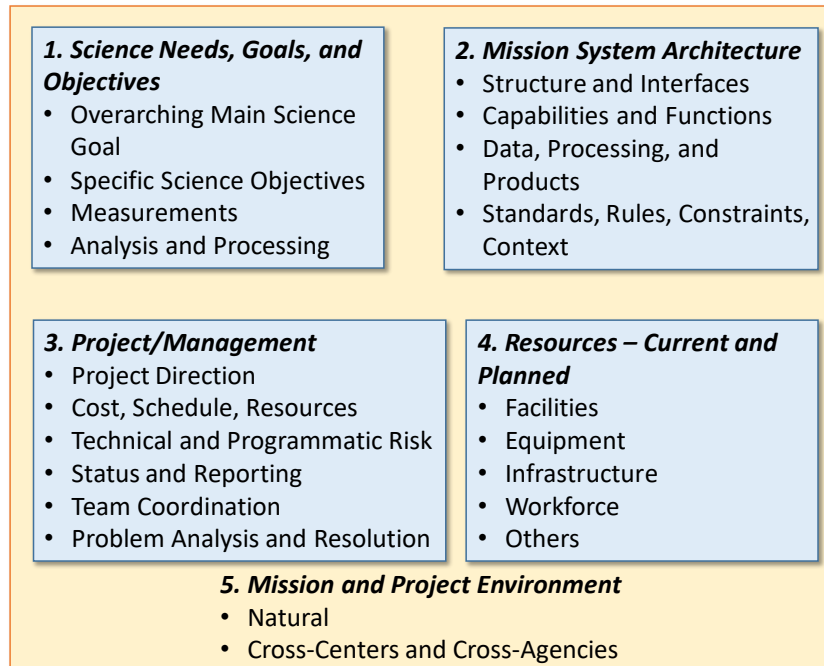 1. Science Needs, Goals, and
Objectives
• Overarching Main Science
Goal
• Specific Science Objectives
• Measurements
• Analysis and Processing
2. Mission System Architecture
• Structure and Interfaces
• Capabilities and Functions
• Data, Processing, and
Products
• Standards, Rules, Constraints,
Context
3. Project/Management
• Project Direction
• Cost, Schedule, Resources
• Technical and Programmatic Risk
• Status and Reporting
• Team Coordination
• Problem Analysis and Resolution
4. Resources – Current and
Planned
• Facilities
• Equipment
• Infrastructure
• Workforce
• Others
5. Mission and Project Environment
• Natural
• Cross-Centers and Cross-Agencies